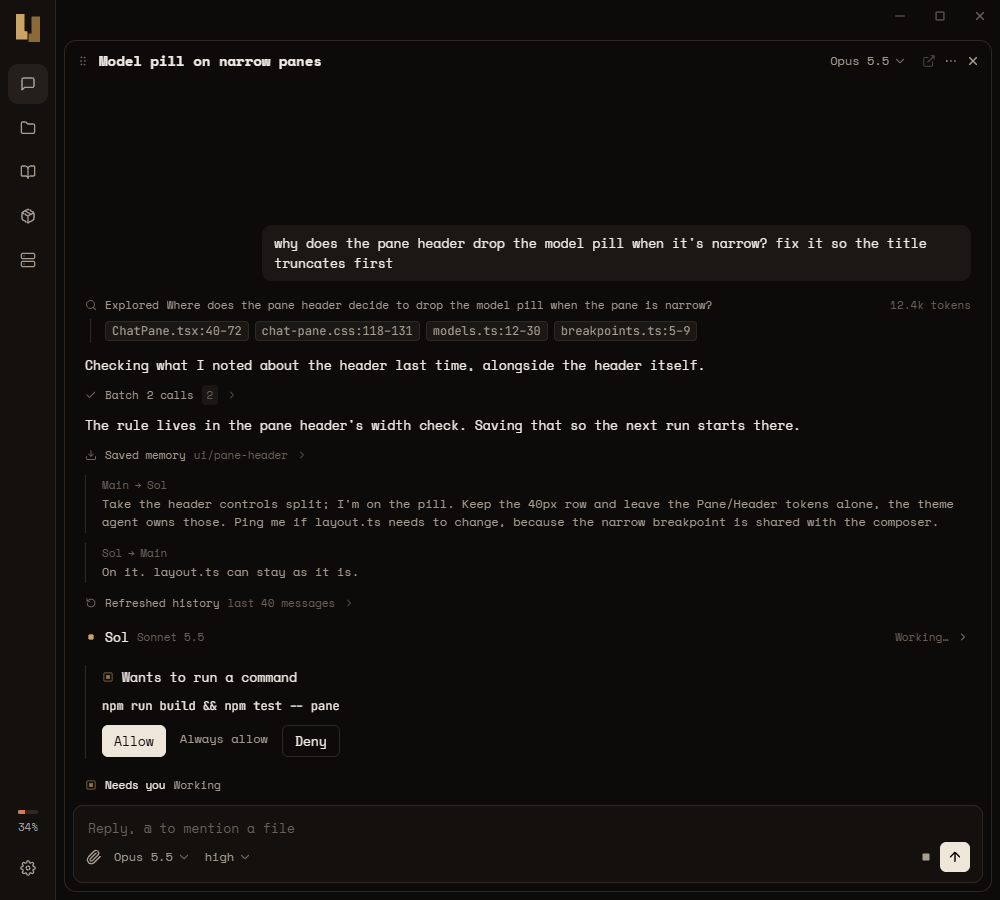 Model pill on narrow panes
Opus 5.5
why does the pane header drop the model pill when it's narrow? fix it so the title
truncates first
Explored Where does the pane header decide to drop the model pill when the pane is narrow?
12.4k tokens
ChatPane.tsx:40-72 chat-pane.css:118-131 models.ts:12-30 breakpoints.ts:5-9
Checking what I noted about the header last time, alongside the header itself.
Batch 2 calls 2
The rule lives in the pane header's width check. Saving that so the next run starts there.
Saved memory ui/pane-header
Main → Sol
Take the header controls split; I'm on the pill. Keep the 40px row and leave the Pane/Header tokens alone, the theme
agent owns those. Ping me if layout.ts needs to change, because the narrow breakpoint is shared with the composer.
Sol → Main
On it. layout.ts can stay as it is.
Refreshed history last 40 messages
Sol Sonnet 5.5
Working…
Wants to run a command
npm run build && npm test -- pane
Allow Always allow Deny
Needs you Working
34%
Reply, @ to mention a file
Opus 5.5 high